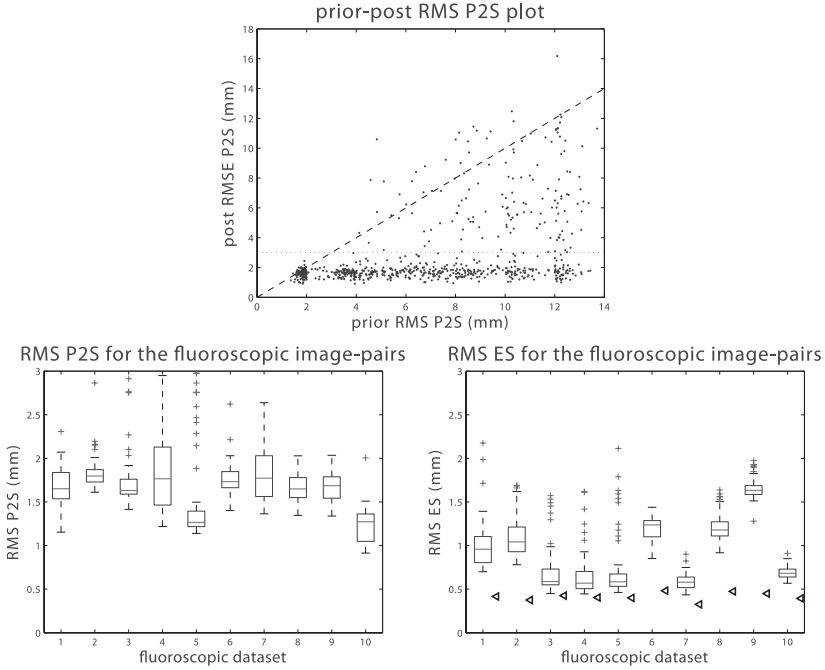 prior-post RMS P2S plot
post RMSE P2S (mm)
18
16
14
12
10
8
6
4
2
0
0 2 4 6 8 10 12 14
prior RMS P2S (mm)
RMS P2S for the fluoroscopic image-pairs
RMS P2S (mm)
3
2.5
2
1.5
1
0.5
0
1 2 3 4 5 6 7 8 9 10
fluoroscopic dataset
RMS ES for the fluoroscopic image-pairs
RMS ES (mm)
3
2.5
2
1.5
1
0.5
0
1 2 3 4 5 6 7 8 9 10
fluoroscopic dataset